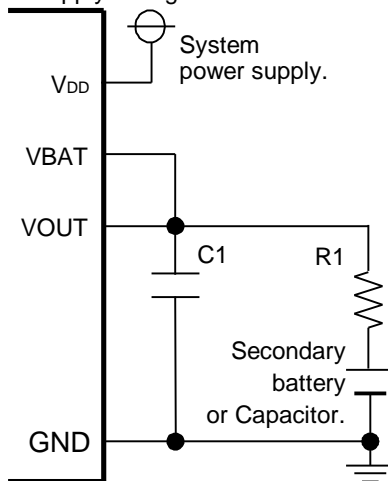 System
power supply.
VDD
VBAT
VOUT
C1
R1
Secondary
battery
or Capacitor.
GND